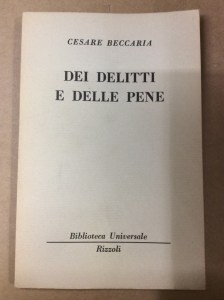 CESARE BECCARIA
DEI DELITTI
E DELLE PENE
Biblioteca Universale
Rizzoli